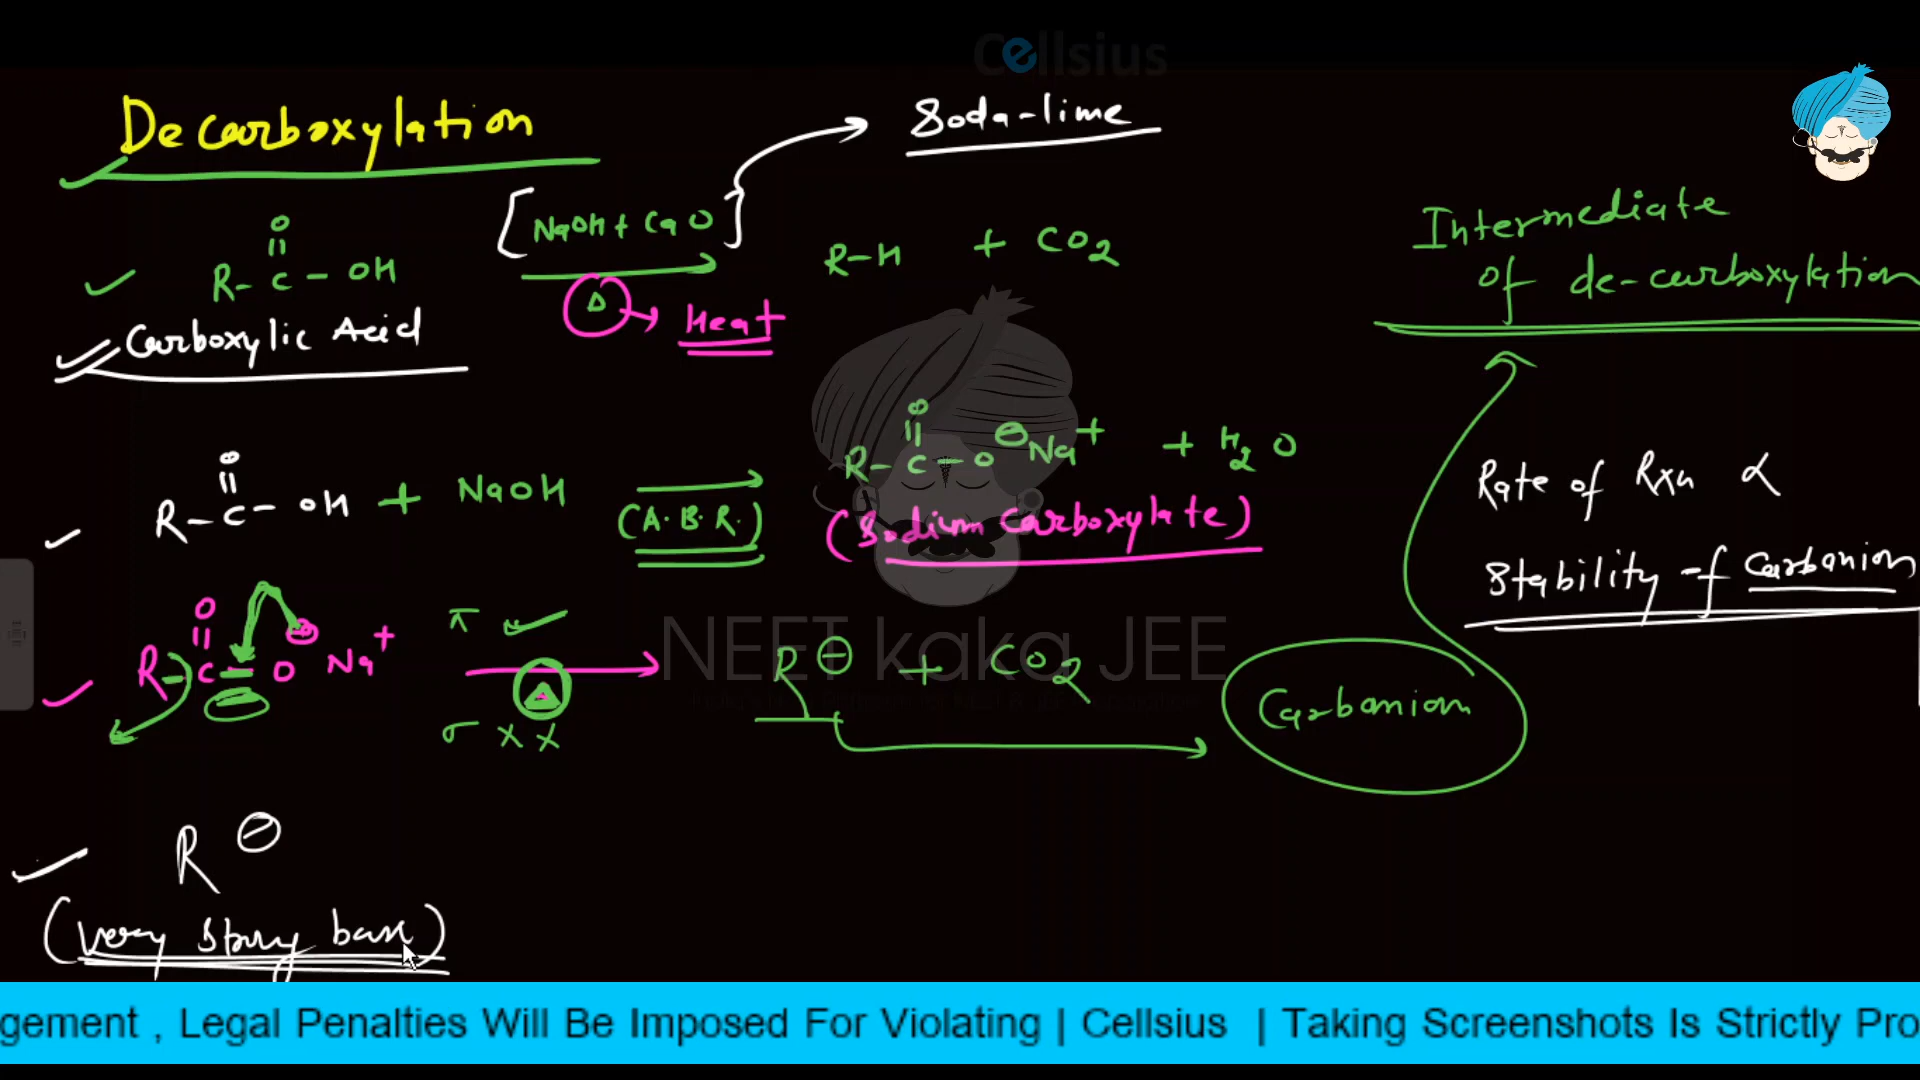 Cellsius
Decarboxylation
Soda-lime
[NaOH + CaO]
O
R-C-OH
R-H + CO2
Δ → Heat
Carboxylic Acid
Intermediate
of de-carboxylation
O
R-C-OH + NaOH
(A.B.R.)
O
R-C-O⊖Na+ + H2O
(Sodium carboxylate)
Rate of Rxn α
Stability of Carbanion
O
R-C-O⊖ Na+
π ✓
Δ
σ x x
R⊖ + CO2
Carbanion
NEET kaka JEE
R⊖
(very strong base)
gement , Legal Penalties Will Be Imposed For Violating | Cellsius | Taking Screenshots Is Strictly Pro